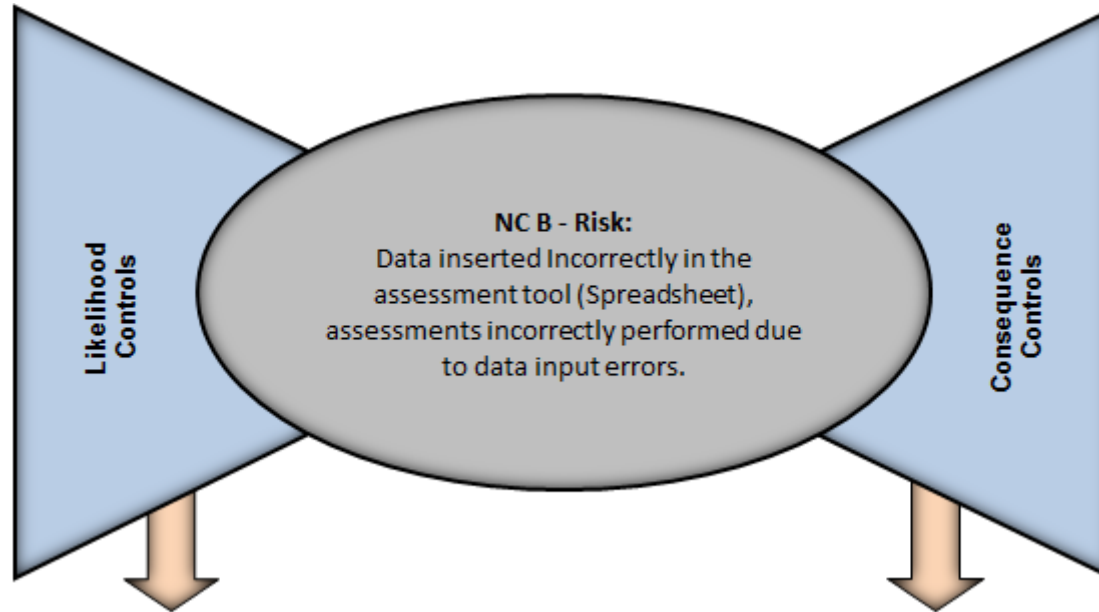 Likelihood
Controls
NC B - Risk:
Data inserted Incorrectly in the
assessment tool (Spreadsheet),
assessments incorrectly performed due
to data input errors.
Consequence
Controls